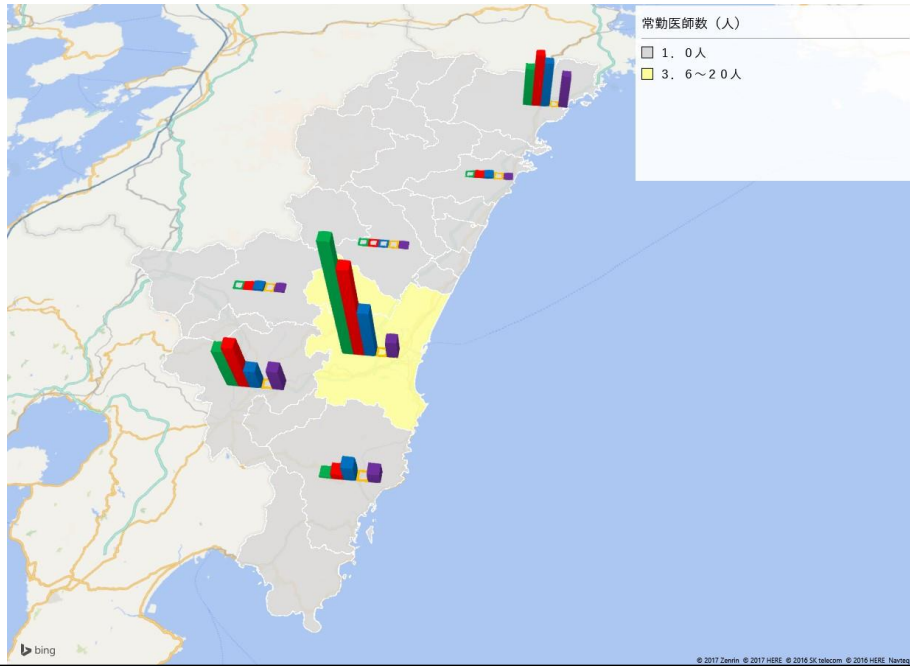 常勤医師数（人）
１．０人
３．６～２０人
bing
© 2017 Zenrin © 2017 HERE © 2016 SK telecom © 2016 HERE Navteq